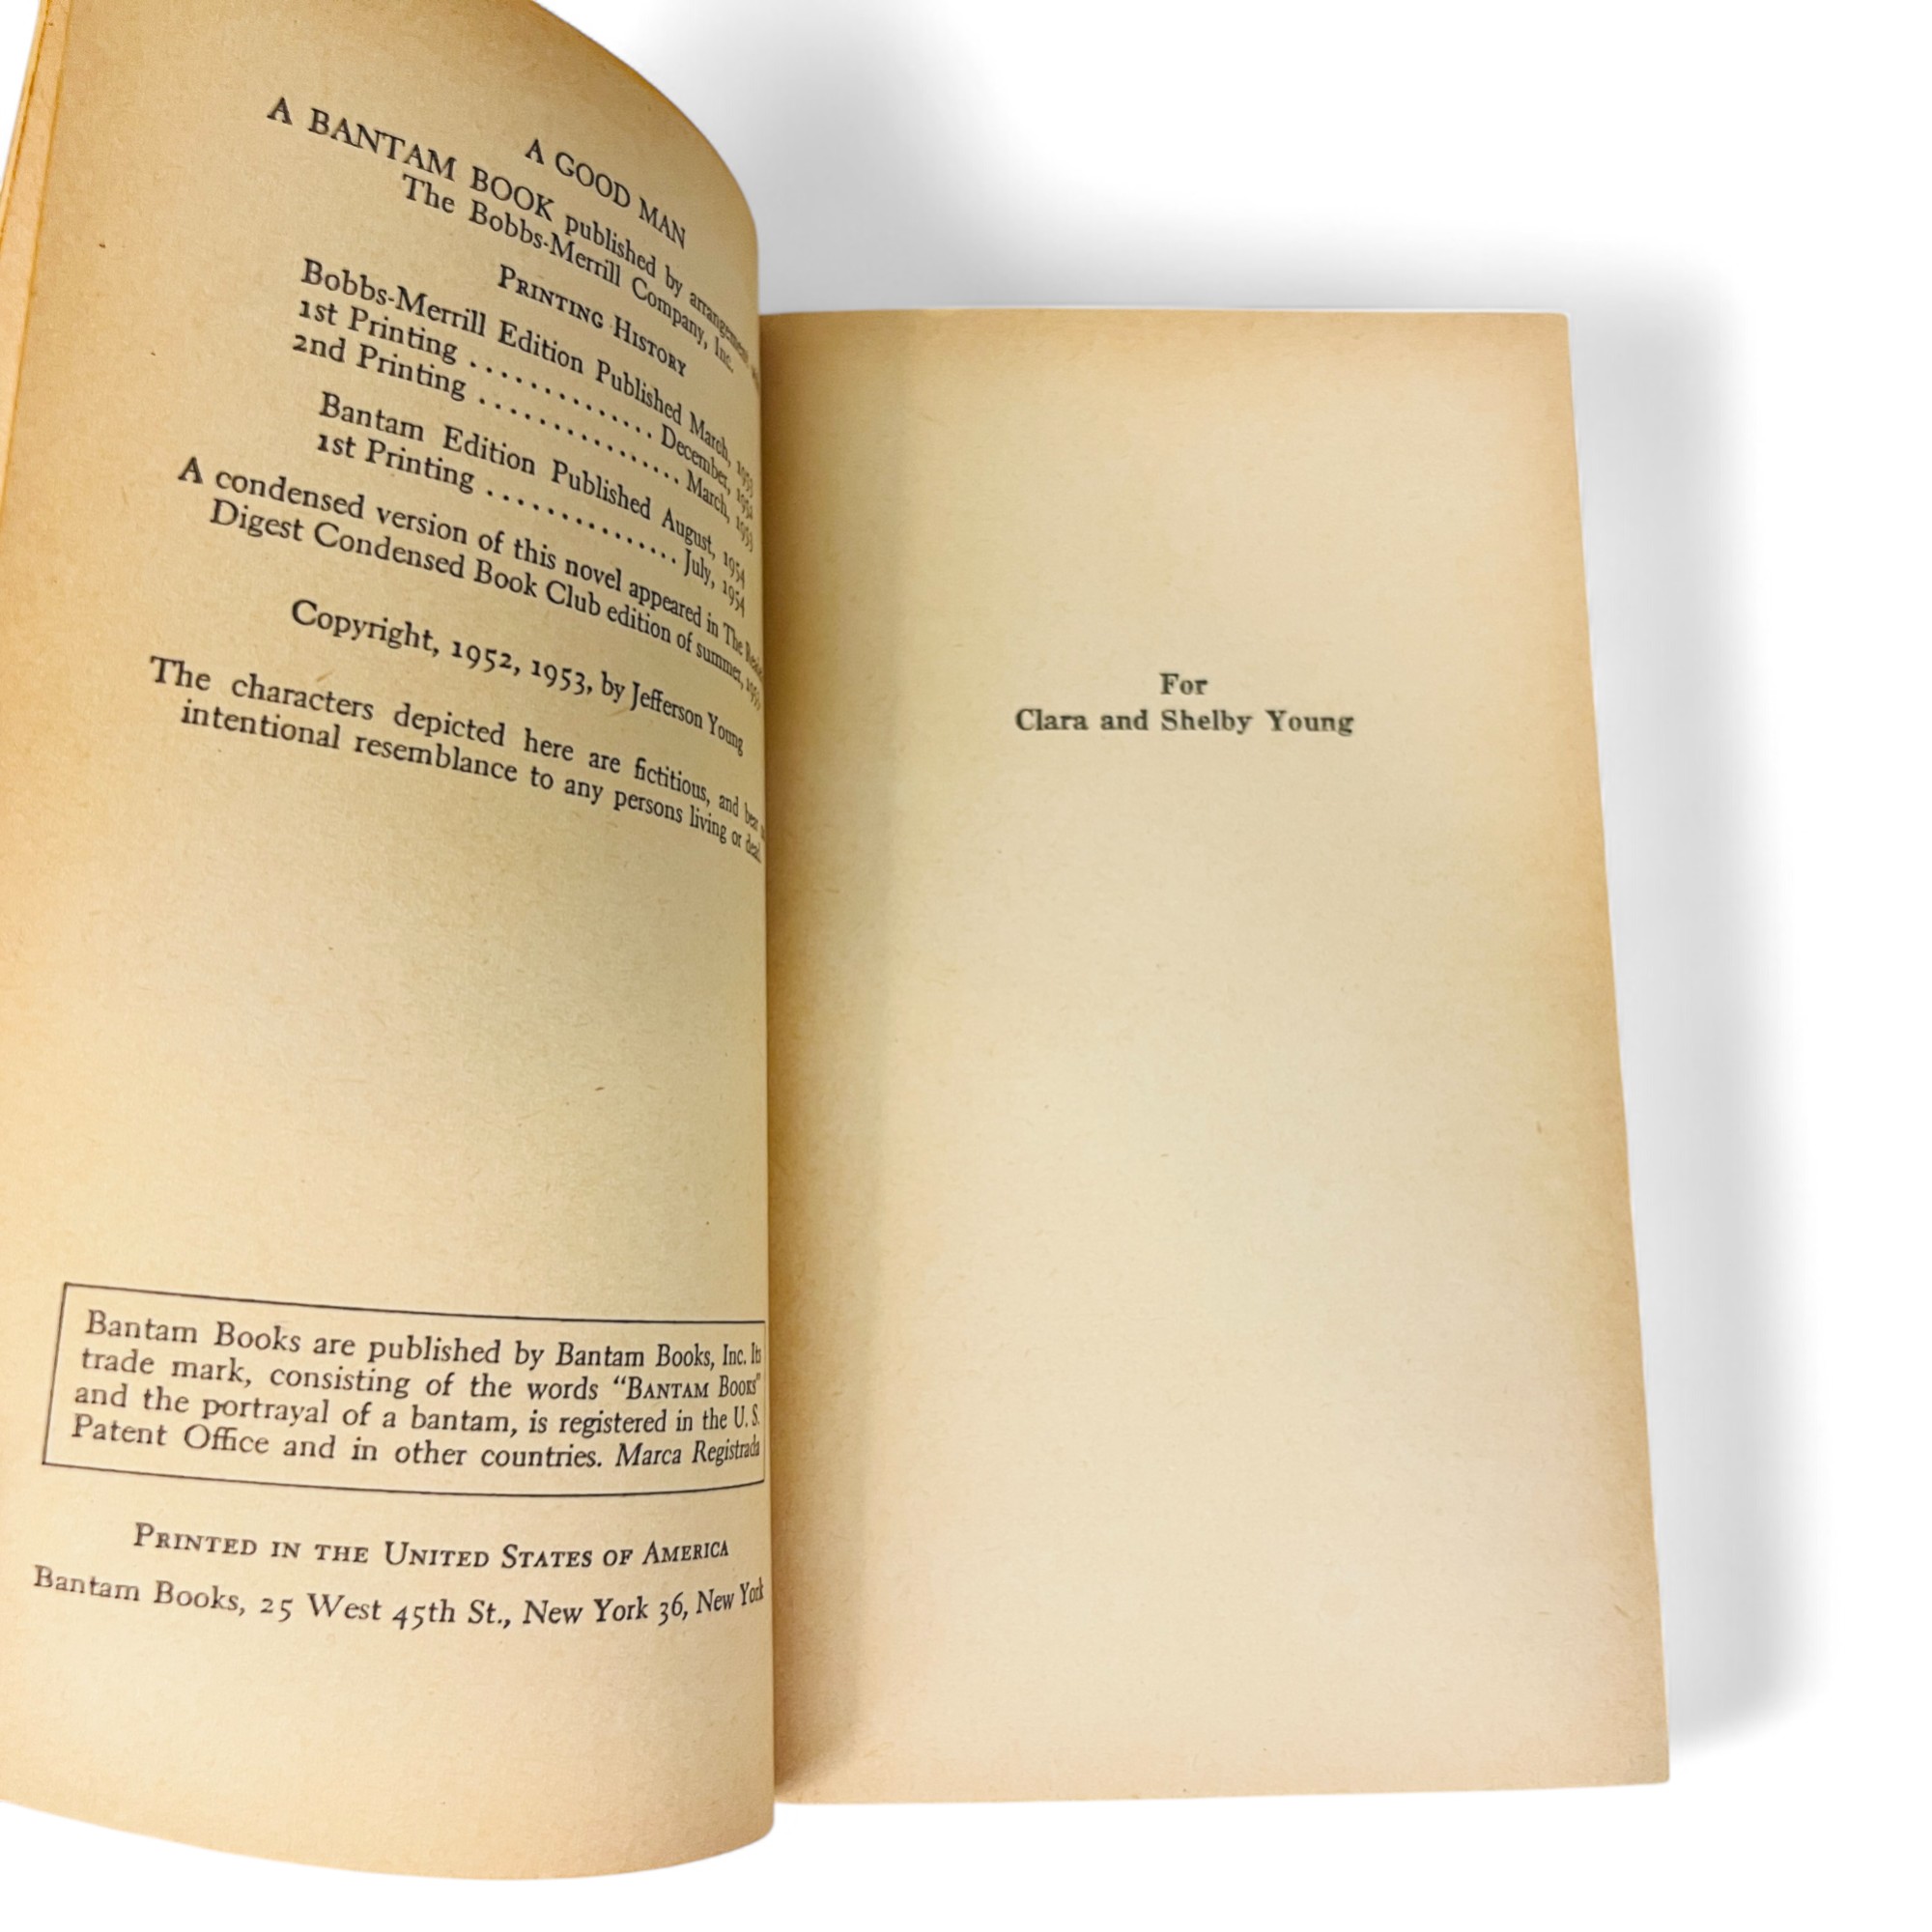 A GOOD MAN
A BANTAM BOOK published by arrangement
The Bobbs-Merrill Company, Inc.
PRINTING HISTORY
Bobbs-Merrill Edition Published March, 1953
1st Printing .............. December, 1952
2nd Printing ................ March, 1953
Bantam Edition Published August, 1954
1st Printing ............... July, 1954
A condensed version of this novel appeared in The
Digest Condensed Book Club edition of summer,
Copyright, 1952, 1953, by Jefferson Young
The characters depicted here are fictitious, and bear
intentional resemblance to any persons living or dead.
Bantam Books are published by Bantam Books, Inc. Its
trade mark, consisting of the words “BANTAM BOOKS”
and the portrayal of a bantam, is registered in the U. S.
Patent Office and in other countries. Marca Registrada
PRINTED IN THE UNITED STATES OF AMERICA
Bantam Books, 25 West 45th St., New York 36, New York
For
Clara and Shelby Young